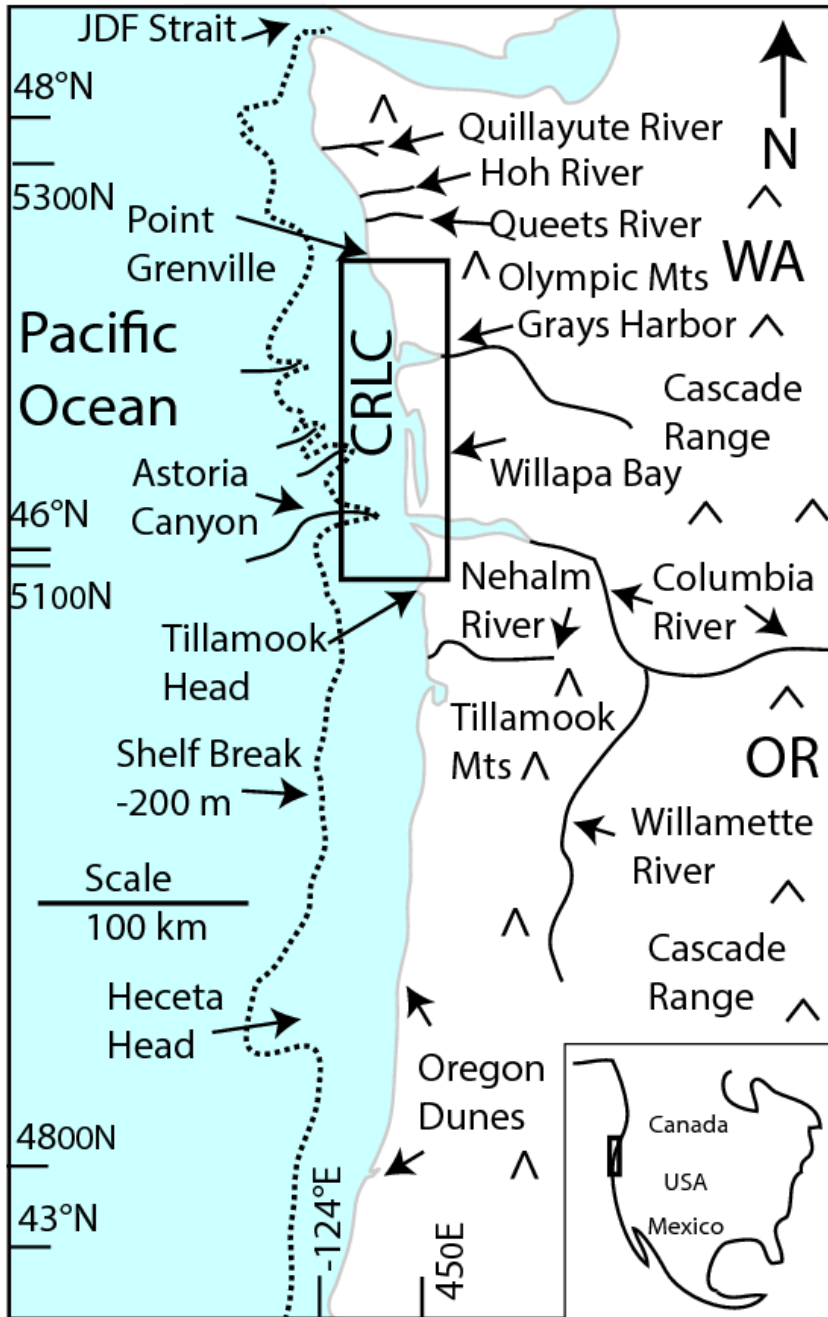 JDF Strait
48°N
5300N
Quillayute River
Hoh River
Queets River
N
Point
Grenville
WA
Olympic Mts
Grays Harbor
Pacific
Ocean
CRLC
Cascade
Range
Astoria
Canyon
Willapa Bay
46°N
5100N
Nehalm
River
Columbia
River
Tillamook
Head
Tillamook
Mts
OR
Shelf Break
-200 m
Willamette
River
Scale
100 km
Cascade
Range
Heceta
Head
Oregon
Dunes
4800N
43°N
-124°E
450E
Canada
USA
Mexico